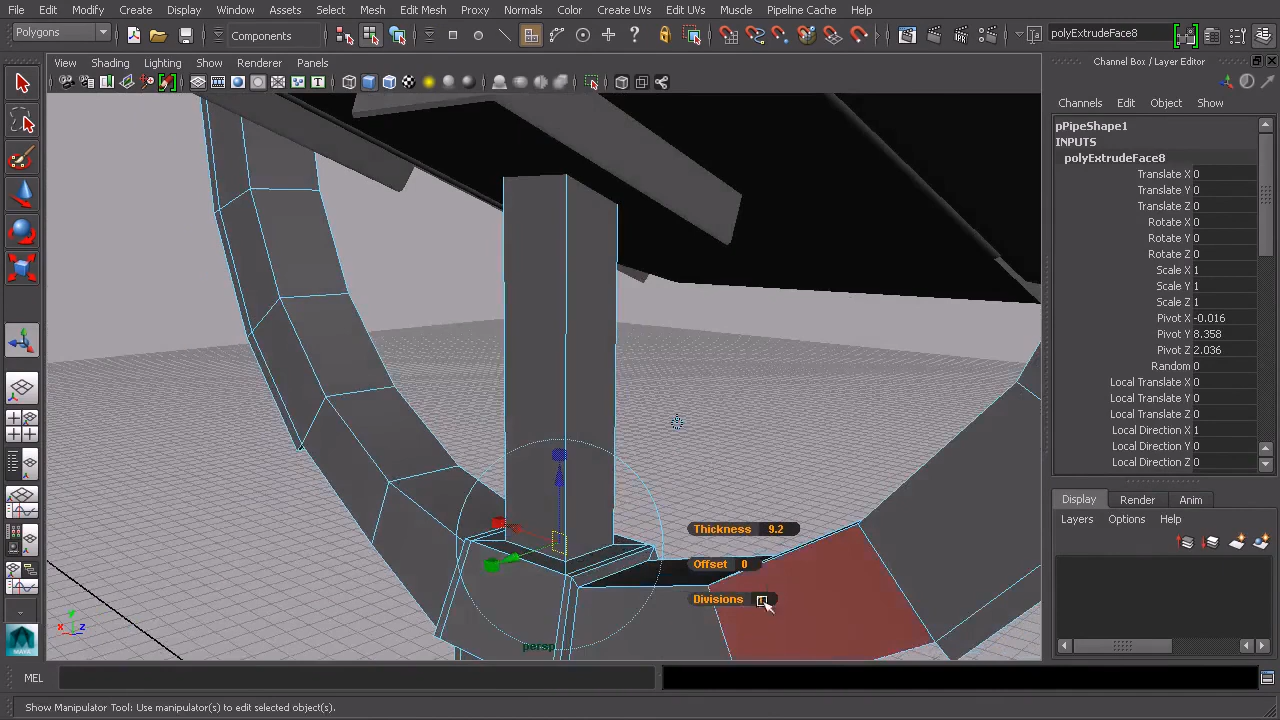 File Edit Modify Create Display Window Assets Select Mesh Edit Mesh Proxy Normals Color Create UVs Edit UVs Muscle Pipeline Cache Help
Polygons Components polyExtrudeFace8
View Shading Lighting Show Renderer Panels
Channel Box / Layer Editor
Channels Edit Object Show
pPipeShape1
INPUTS
polyExtrudeFace8
Translate X 0
Translate Y 0
Translate Z 0
Rotate X 0
Rotate Y 0
Rotate Z 0
Scale X 1
Scale Y 1
Scale Z 1
Pivot X -0.016
Pivot Y 8.358
Pivot Z 2.036
Random 0
Local Translate X 0
Local Translate Y 0
Local Translate Z 0
Local Direction X 1
Local Direction Y 0
Local Direction Z 0
Thickness 9.2
Offset 0
Divisions
Display Render Anim
Layers Options Help
Y
X Z
persp
MEL
Show Manipulator Tool: Use manipulator(s) to edit selected object(s).